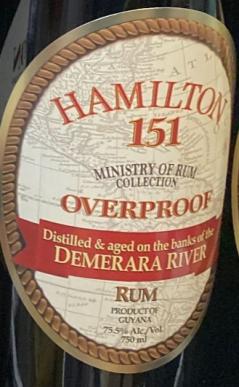 HAMILTON
151
MINISTRY OF RUM
COLLECTION
OVERPROOF
Distilled & aged on the banks of the
DEMERARA RIVER
RUM
PRODUCT OF
GUYANA
75.5% Alc/Vol.
750 ml